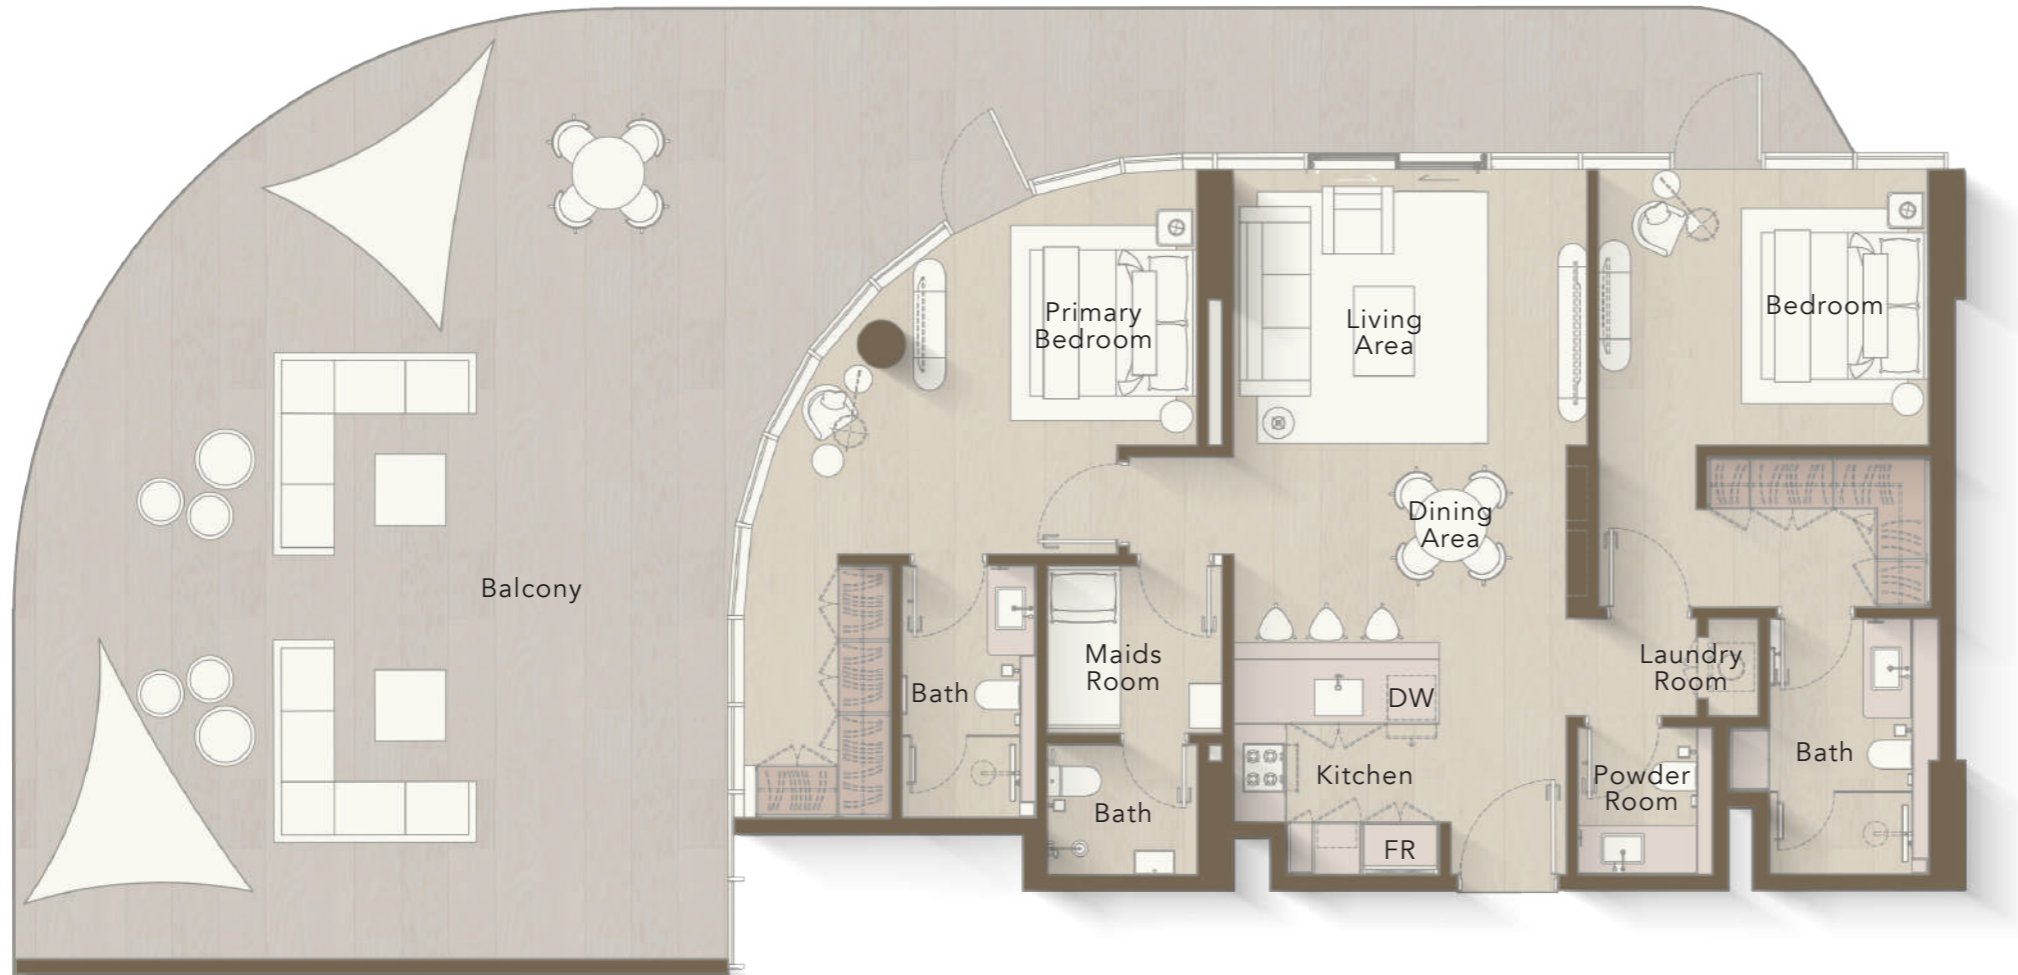 Primary
Bedroom
Living
Area
Bedroom
Dining
Area
Balcony
Maids
Room
Laundry
Room
Bath
DW
Bath
Kitchen
Powder
Room
Bath
FR